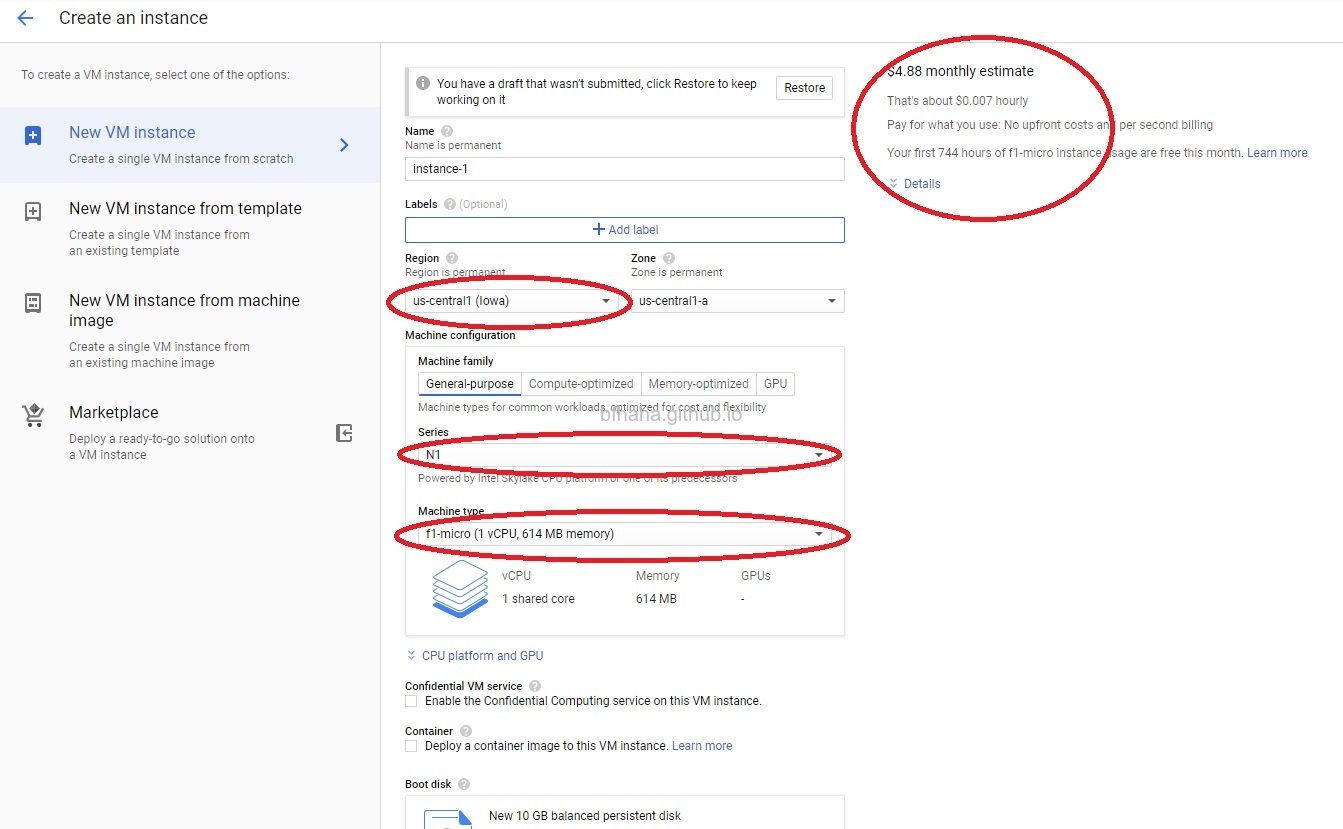 Create an instance
To create a VM instance, select one of the options:
New VM instance
Create a single VM instance from scratch
New VM instance from template
Create a single VM instance from
an existing template
New VM instance from machine
image
Create a single VM instance from
an existing machine image
Marketplace
Deploy a ready-to-go solution onto
a VM instance
You have a draft that wasn't submitted, click Restore to keep
working on it
Restore
Name
Name is permanent
instance-1
Labels (Optional)
Add label
Region
Region is permanent
us-central1 (Iowa)
Zone
Zone is permanent
us-central1-a
Machine configuration
Machine family
General-purpose Compute-optimized Memory-optimized GPU
Machine types for common workloads, optimized for cost and flexibility
binana.github.io
Series
N1
Powered by Intel Skylake CPU platform or one of its predecessors
Machine type
f1-micro (1 vCPU, 614 MB memory)
vCPU Memory GPUs
1 shared core 614 MB -
CPU platform and GPU
Confidential VM service
Enable the Confidential Computing service on this VM instance.
Container
Deploy a container image to this VM instance. Learn more
Boot disk
New 10 GB balanced persistent disk
$4.88 monthly estimate
That's about $0.007 hourly
Pay for what you use: No upfront costs and per second billing
Your first 744 hours of f1-micro instance usage are free this month. Learn more
Details